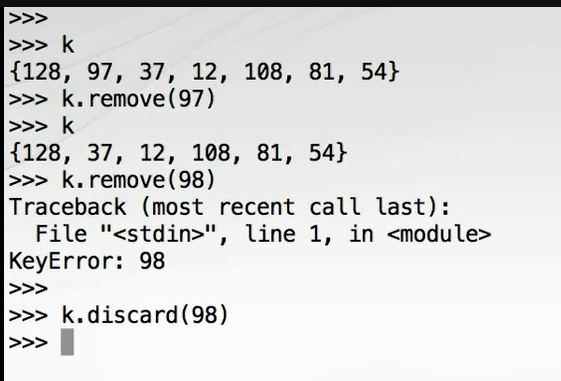 >>>
>>> k
{128, 97, 37, 12, 108, 81, 54}
>>> k.remove(97)
>>> k
{128, 37, 12, 108, 81, 54}
>>> k.remove(98)
Traceback (most recent call last):
  File "<stdin>", line 1, in <module>
KeyError: 98
>>>
>>> k.discard(98)
>>>